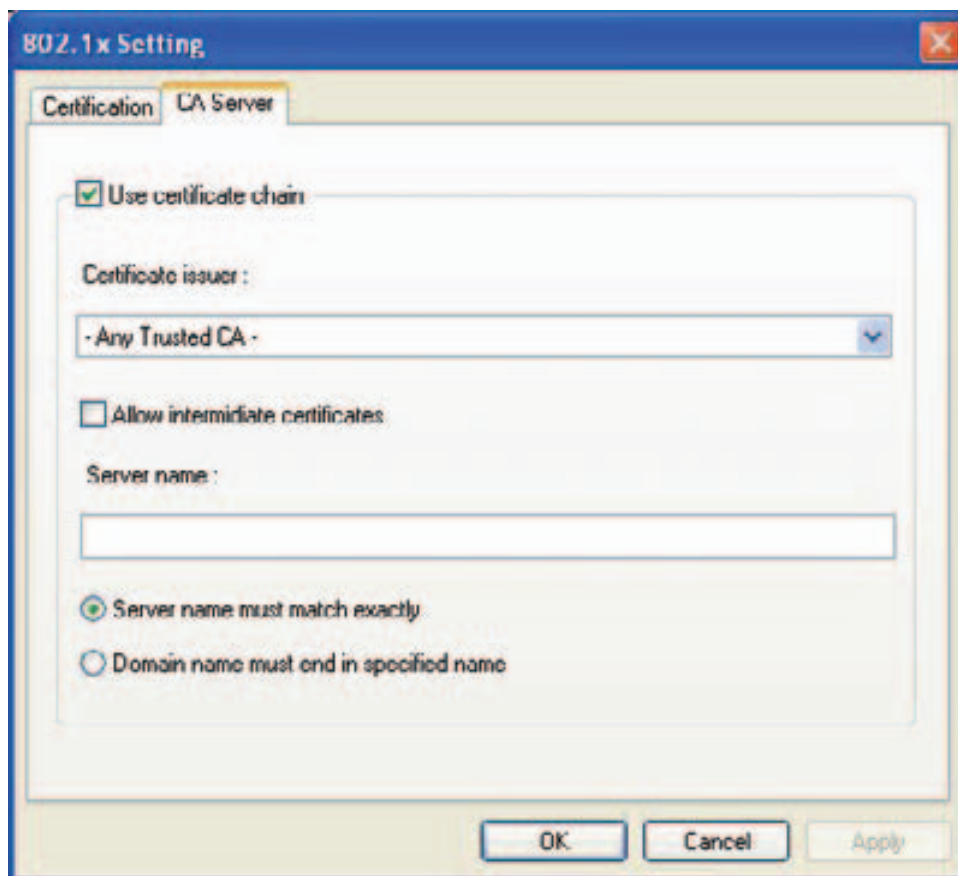 802.1x Setting
Certification CA Server
Use certificate chain
Certificate issuer :
- Any Trusted CA -
Allow intermidiate certificates
Server name :
Server name must match exactly
Domain name must end in specified name
OK Cancel Apply